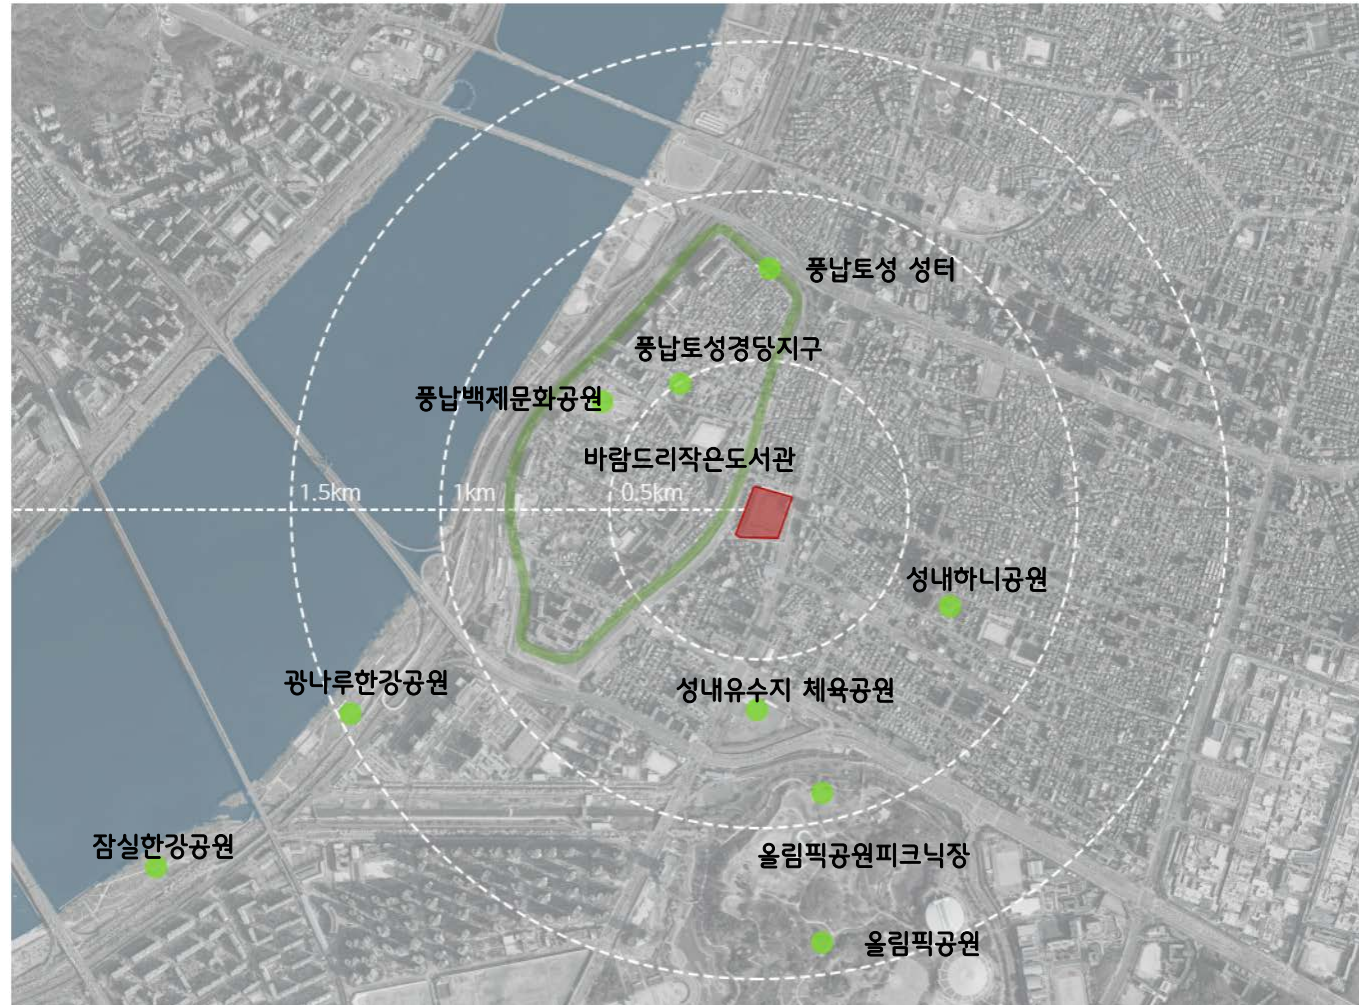 풍납토성 성터
풍납토성경당지구
풍납백제문화공원
바람드리작은도서관
1.5km
1km
0.5km
성내하니공원
광나루한강공원
성내유수지 체육공원
잠실한강공원
올림픽공원피크닉장
올림픽공원